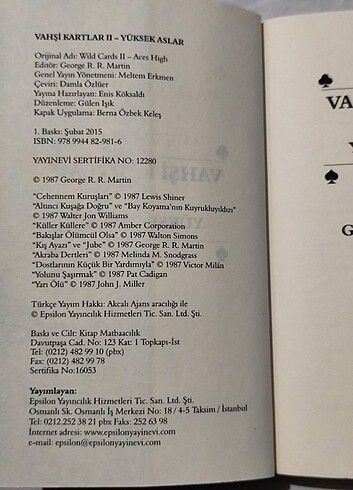 VAHŞİ KARTLAR II – YÜKSEK ASLAR
Orijinal Adı: Wild Cards II – Aces High
Editör: George R. R. Martin
Genel Yayın Yönetmeni: Meltem Erkmen
Çeviri: Damla Özlüer
Yayına Hazırlayan: Enis Köksaldı
Düzenleme: Gülen Işık
Kapak Uygulama: Berna Özbek Keleş
1. Baskı: Şubat 2015
ISBN: 978 9944 82-981-6
YAYINEVİ SERTİFİKA NO: 12280
© 1987 George R. R. Martin
“Cehennem Kuruşları” © 1987 Lewis Shiner
“Altıncı Kuşağa Doğru” ve “Bay Koyama'nın Kuyrukluyıldızı”
© 1987 Walter Jon Williams
“Küller Küllere” © 1987 Amber Corporation
“Bakışlar Ölümcül Olsa” © 1987 Walton Simons
“Kış Ayazı” ve “Jube” © 1987 George R. R. Martin
“Akraba Dertleri” © 1987 Melinda M. Snodgrass
“Dostlarının Küçük Bir Yardımıyla” © 1987 Victor Milán
“Yolunu Şaşırmak” © 1987 Pat Cadigan
“Yarı Ölü” © 1987 John J. Miller
Türkçe Yayım Hakkı: Akcalı Ajans aracılığı ile
© Epsilon Yayıncılık Hizmetleri Tic. San. Ltd. Şti.
Baskı ve Cilt: Kitap Matbaacılık
Davutpaşa Cad. No: 123 Kat: 1 Topkapı-İst
Tel: (0212) 482 99 10 (pbx)
Fax: (0212) 482 99 78
Sertifika No:16053
Yayımlayan:
Epsilon Yayıncılık Hizmetleri Tic. San. Ltd. Şti.
Osmanlı Sk. Osmanlı İş Merkezi No: 18 / 4-5 Taksim / İstanbul
Tel: 0212.252 38 21 pbx Faks: 252 63 98
İnternet adresi: www.epsilonyayinevi.com
e-mail: epsilon@epsilonyayinevi.com
VA
Y
G